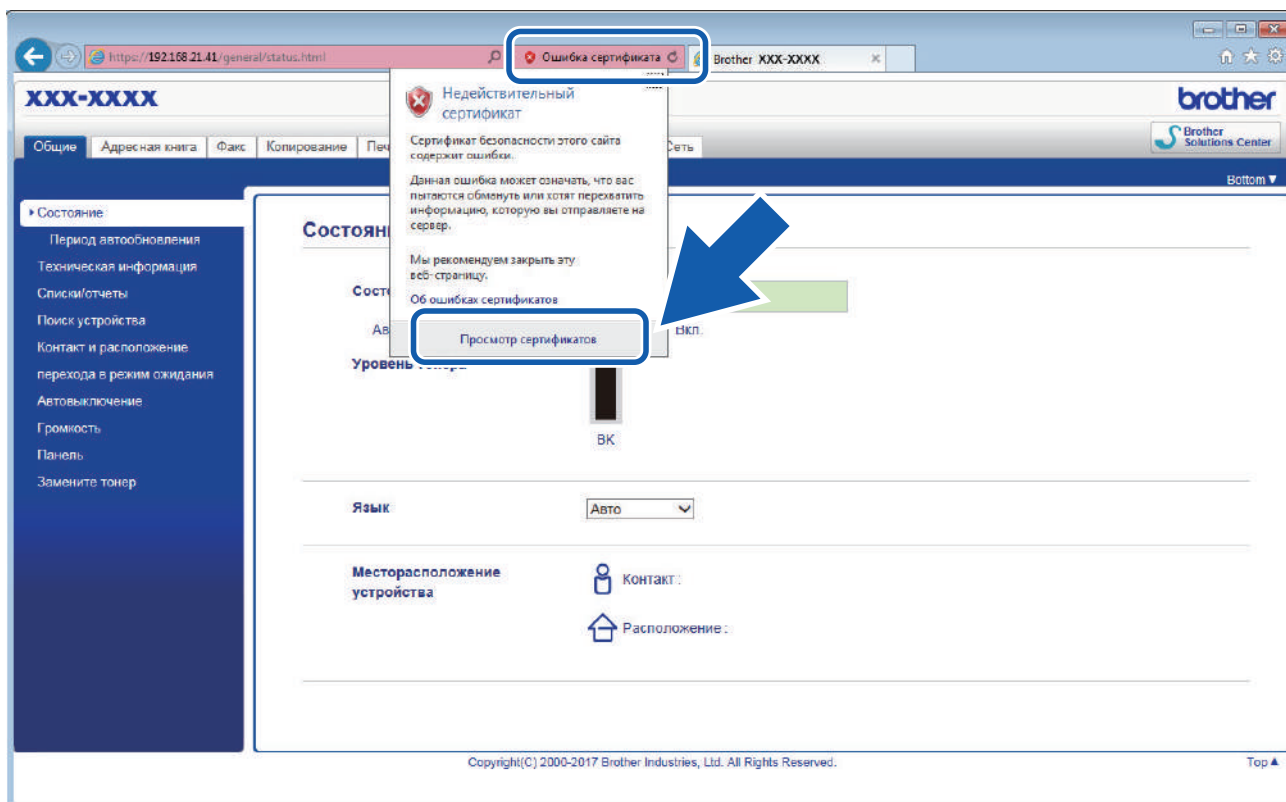 https://192.168.21.41/general/status.html
Ошибка сертификата
Brother XXX-XXXX
XXX-XXXX
brother
Общие
Адресная книга
Факс
Копирование
Печ
Сеть
Brother
Solutions Center
Bottom▼
Недействительный
сертификат
Сертификат безопасности этого сайта
содержит ошибки.
Данная ошибка может означать, что вас
пытаются обмануть или хотят перехватить
информацию, которую вы отправляете на
сервер.
Мы рекомендуем закрыть эту
веб-страницу.
Об ошибках сертификатов
Просмотр сертификатов
Состояние
Период автообновления
Техническая информация
Списки/отчеты
Поиск устройства
Контакт и расположение
перехода в режим ожидания
Автовыключение
Громкость
Панель
Замените тонер
Состоян
Сост
Ав
Вкл.
Уровень
BK
Язык
Авто
Месторасположение
устройства
Контакт :
Расположение :
Copyright(C) 2000-2017 Brother Industries, Ltd. All Rights Reserved.
Top▲